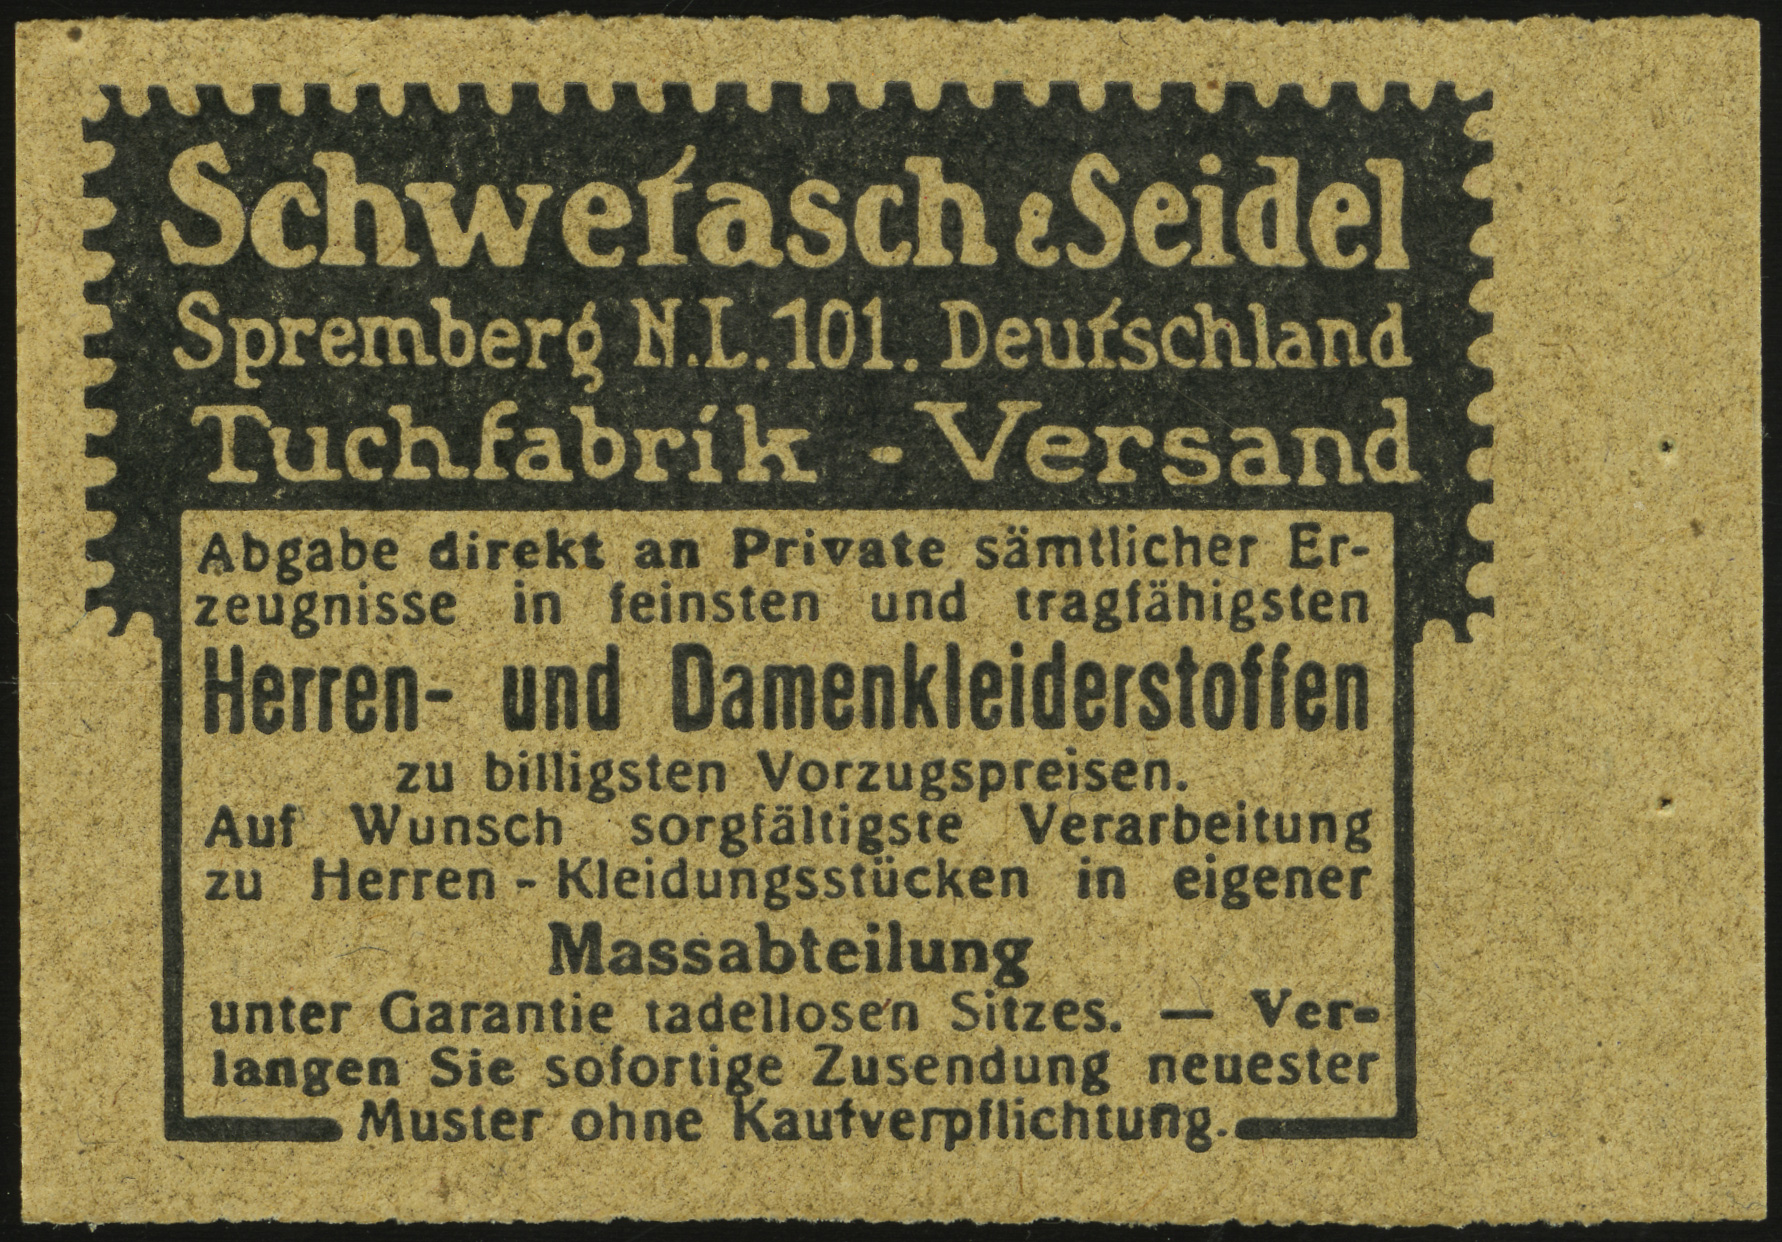 Schwetasch & Seidel
Spremberg N.L. 101. Deutschland
Tuchfabrik - Versand
Abgabe direkt an Private sämtlicher Er-
zeugnisse in feinsten und tragfähigsten
Herren- und Damenkleiderstoffen
zu billigsten Vorzugspreisen.
Auf Wunsch sorgfältigste Verarbeitung
zu Herren - Kleidungsstücken in eigener
Massabteilung
unter Garantie tadellosen Sitzes. — Ver-
langen Sie sofortige Zusendung neuester
Muster ohne Kaufverpflichtung.